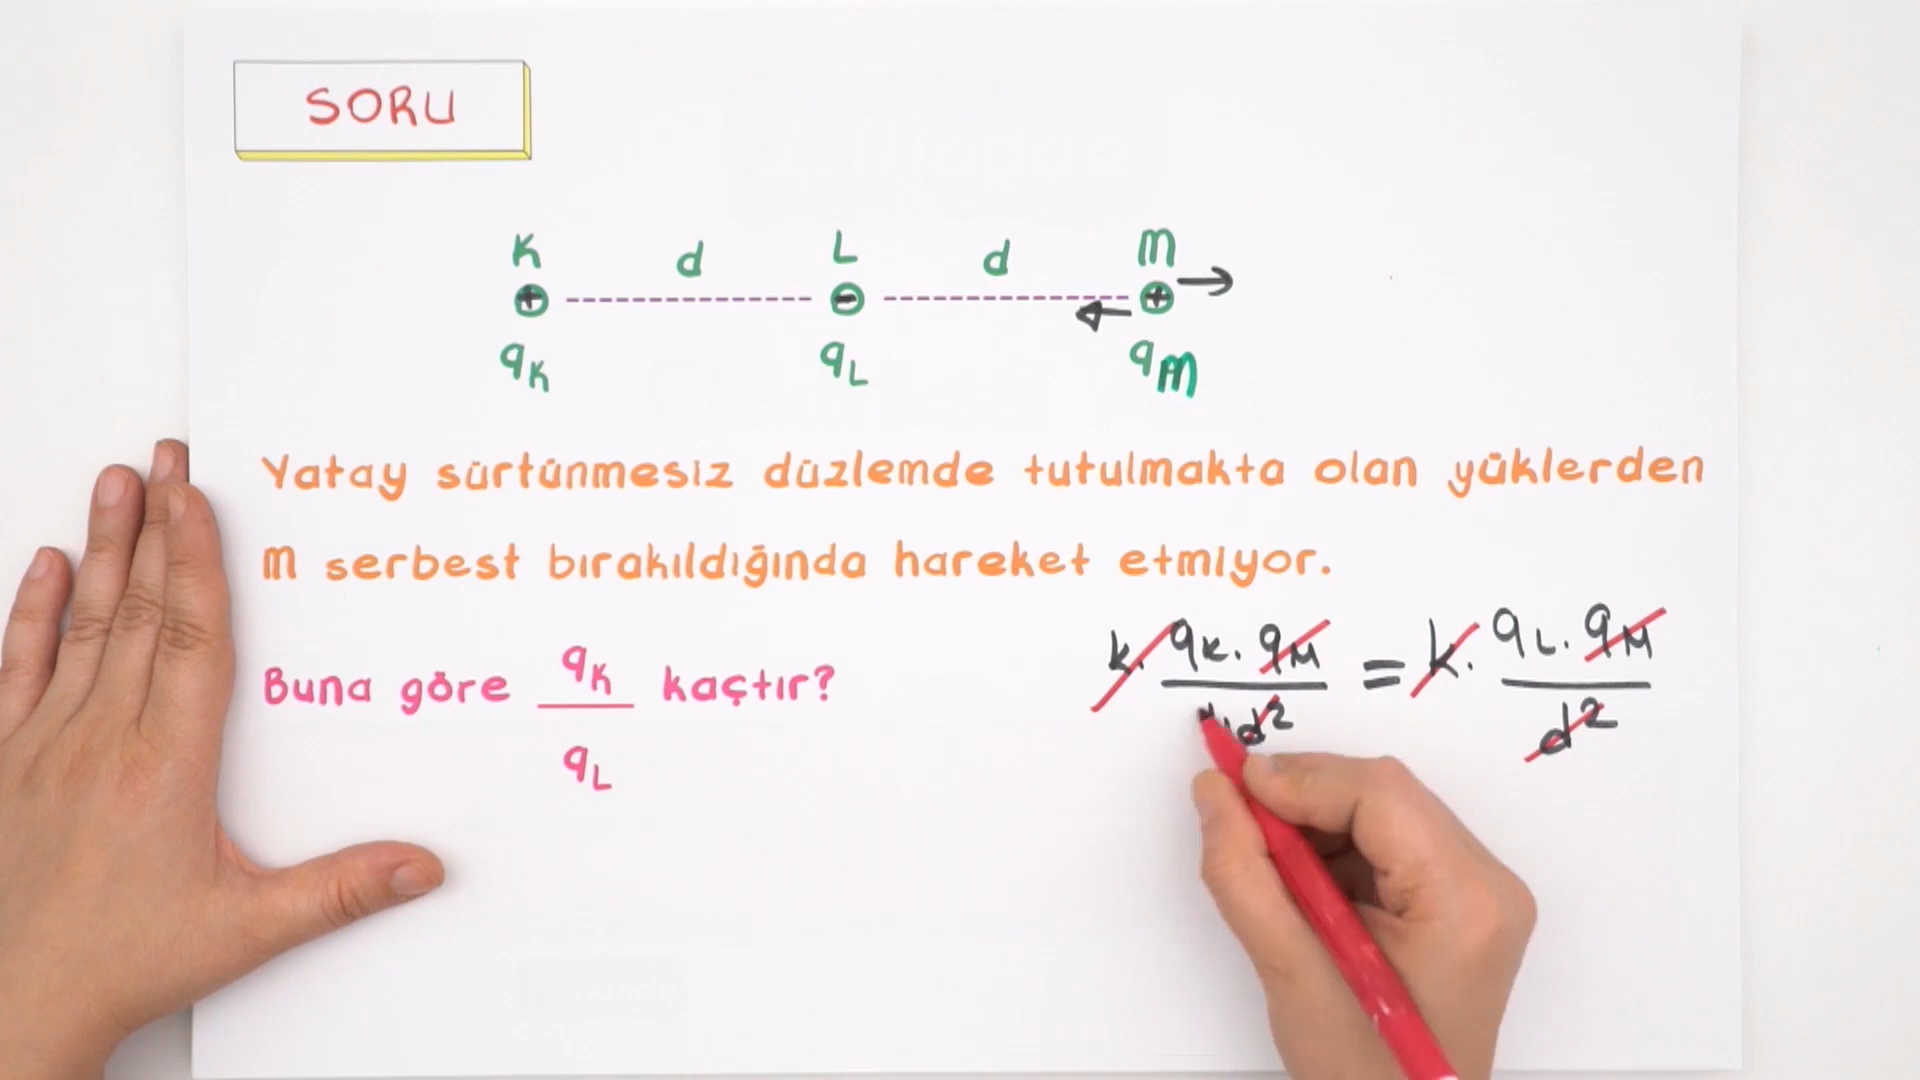 SORU
K d L d M
+ - +
qK qL qM
Yatay sürtünmesiz düzlemde tutulmakta olan yüklerden
M serbest bırakıldığında hareket etmiyor.
Buna göre qK / qL kaçtır?
k. qK. qM / d² = k. qL. qM / d²